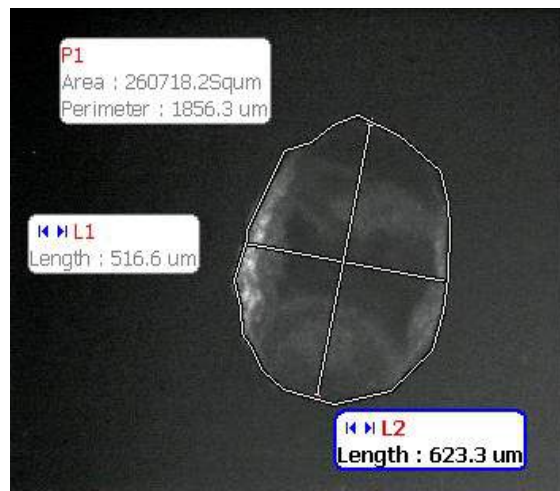 P1
Area : 260718.2Squm
Perimeter : 1856.3 um
L1
Length : 516.6 um
L2
Length : 623.3 um